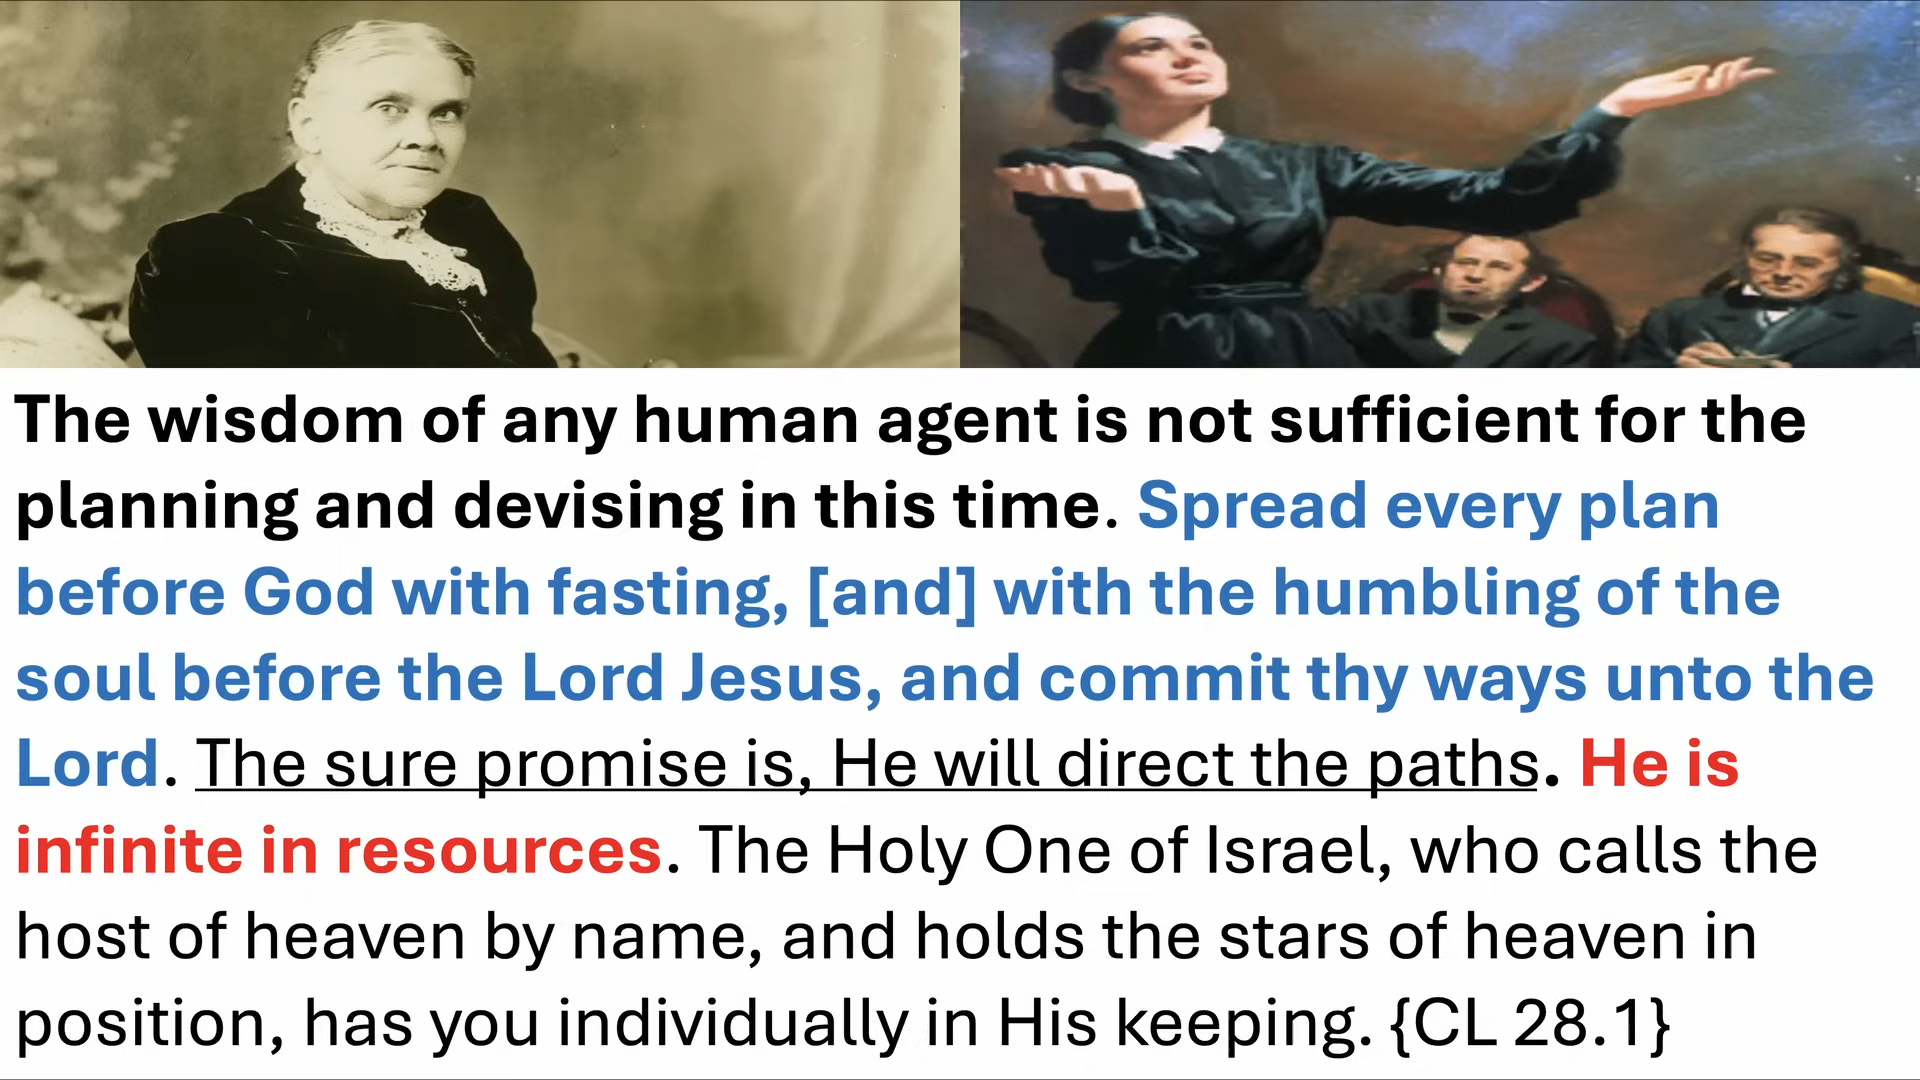 The wisdom of any human agent is not sufficient for the
planning and devising in this time. Spread every plan
before God with fasting, [and] with the humbling of the
soul before the Lord Jesus, and commit thy ways unto the
Lord. The sure promise is, He will direct the paths. He is
infinite in resources. The Holy One of Israel, who calls the
host of heaven by name, and holds the stars of heaven in
position, has you individually in His keeping. {CL 28.1}